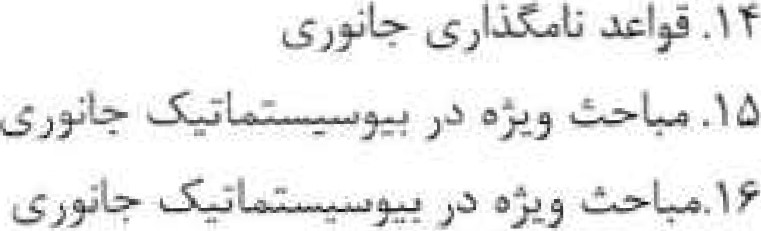 ۱۴. قواعد نامگذاری جانوری
۱۵. مباحث ویژه در بیوسیستماتیک جانوری
۱۶.مباحث ویژه در بیوسیستماتیک جانوری